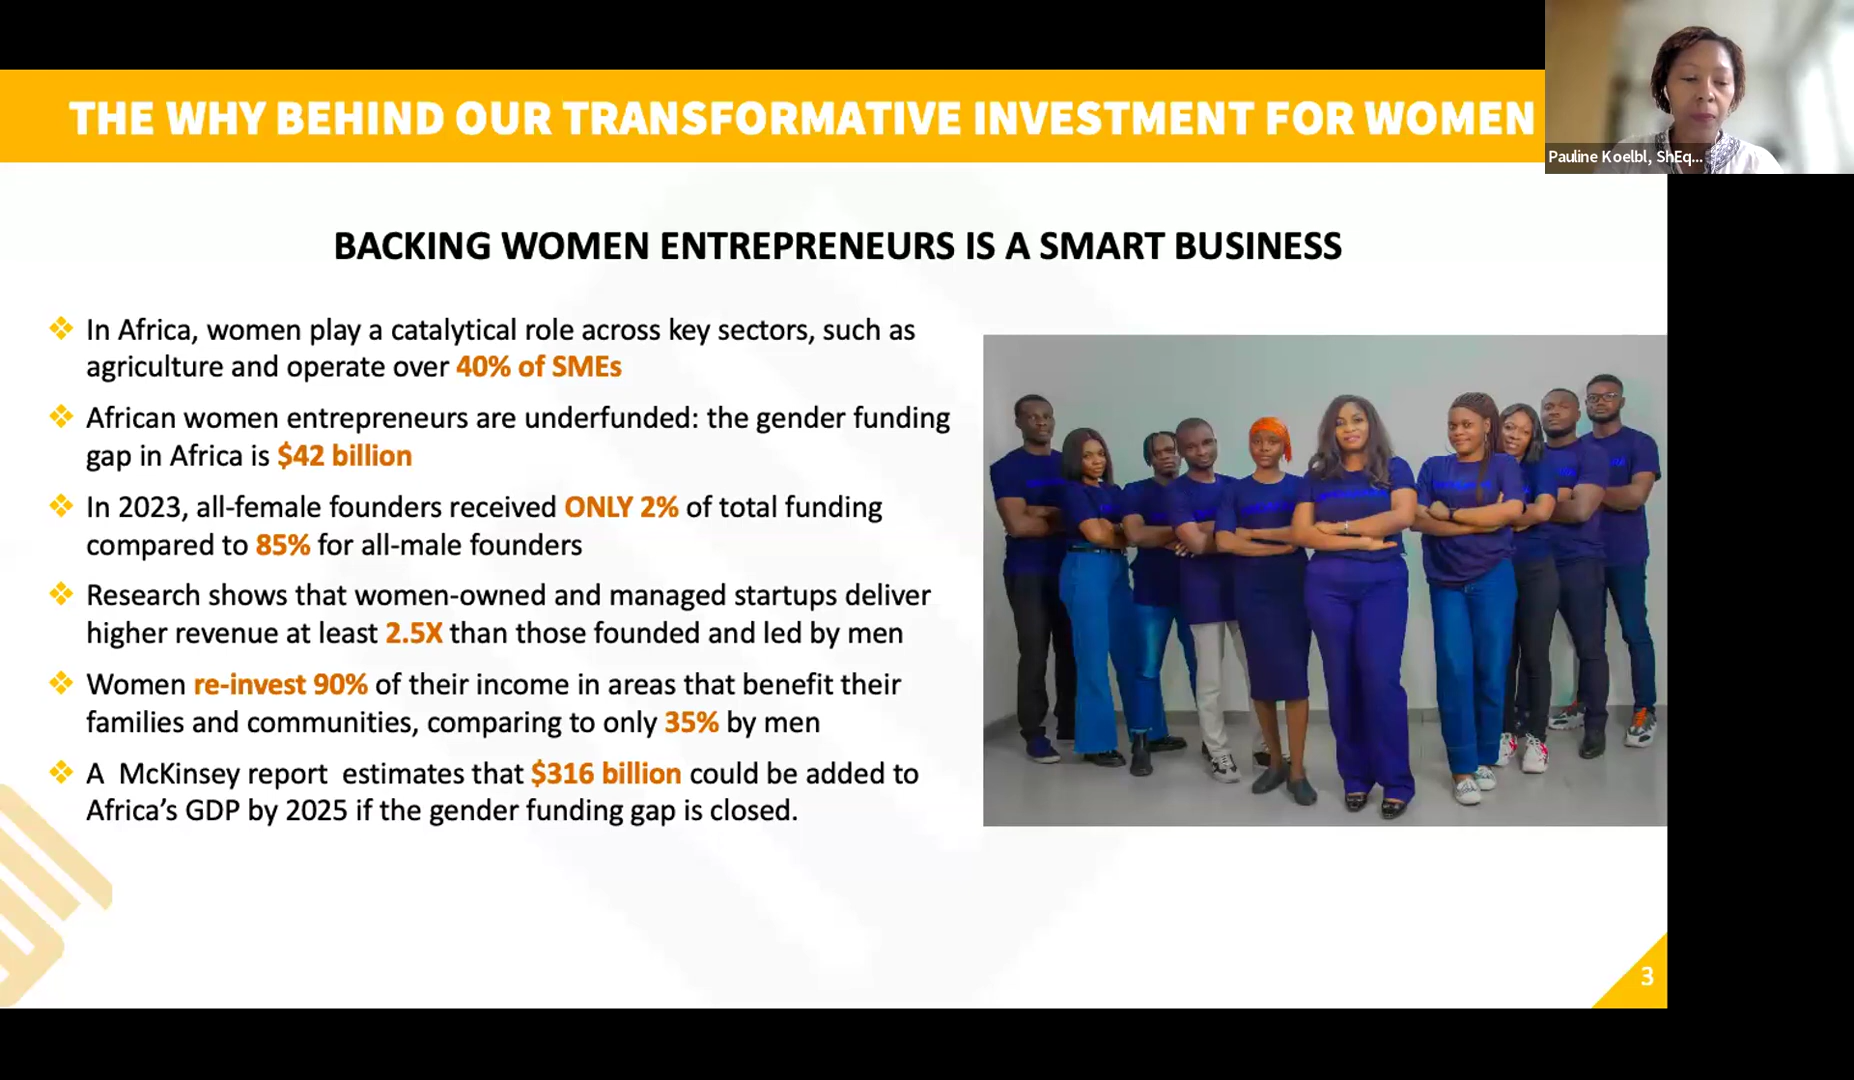 THE WHY BEHIND OUR TRANSFORMATIVE INVESTMENT FOR WOMEN
Pauline Koelbl, ShEq...
BACKING WOMEN ENTREPRENEURS IS A SMART BUSINESS
In Africa, women play a catalytical role across key sectors, such as
agriculture and operate over 40% of SMEs
African women entrepreneurs are underfunded: the gender funding
gap in Africa is $42 billion
In 2023, all-female founders received ONLY 2% of total funding
compared to 85% for all-male founders
Research shows that women-owned and managed startups deliver
higher revenue at least 2.5X than those founded and led by men
Women re-invest 90% of their income in areas that benefit their
families and communities, comparing to only 35% by men
A McKinsey report estimates that $316 billion could be added to
Africa's GDP by 2025 if the gender funding gap is closed.
3